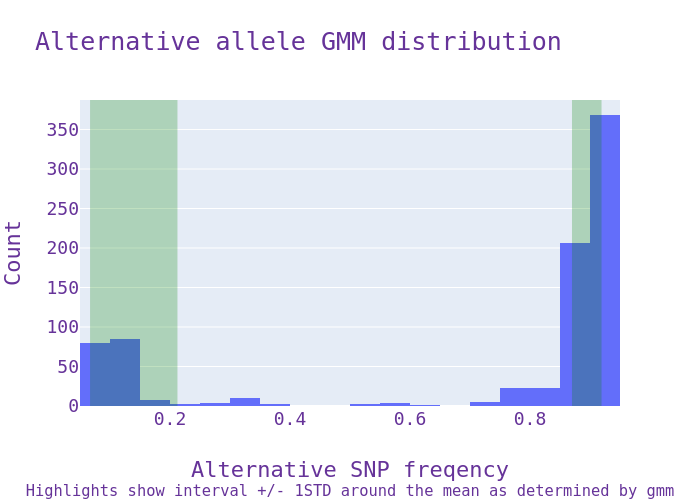 Alternative allele GMM distribution
350
300
250
200
150
100
50
0
Count
0.2 0.4 0.6 0.8
Alternative SNP freqency
Highlights show interval +/- 1STD around the mean as determined by gmm